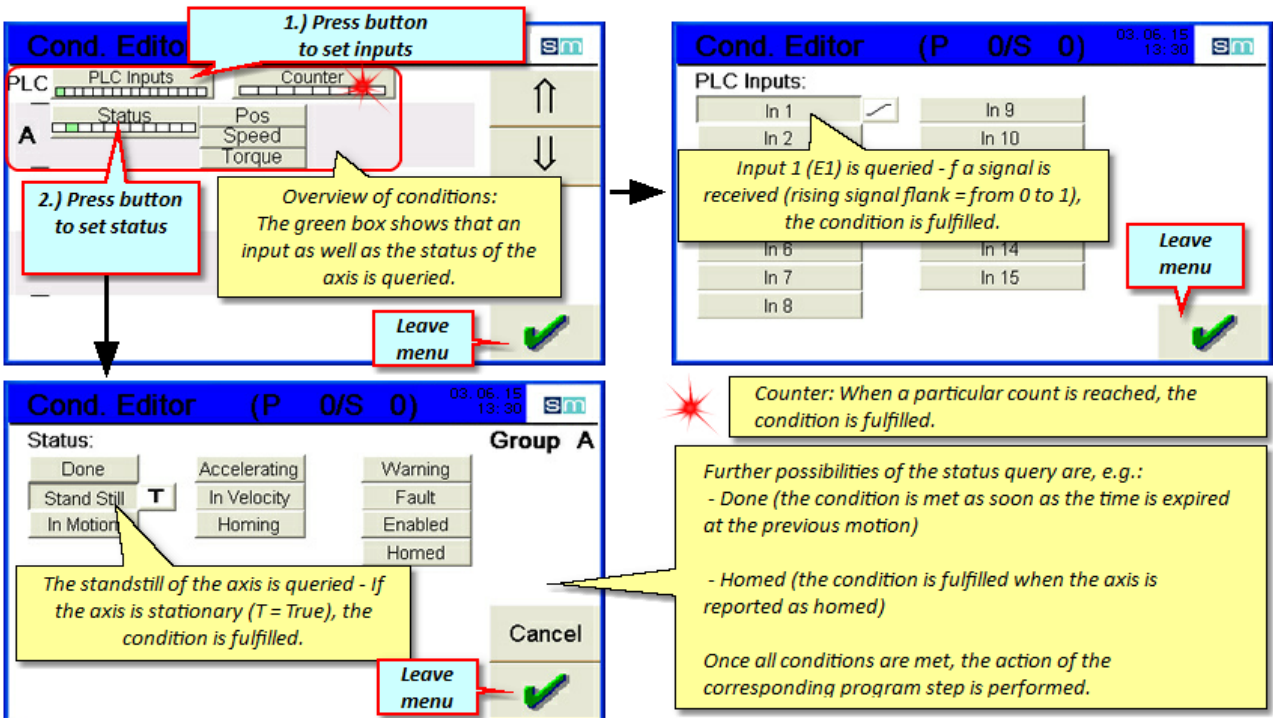 Cond. Editor
1.) Press button
to set inputs
sm
PLC
PLC Inputs
Counter
Status
A
Pos
Speed
Torque
2.) Press button
to set status
Overview of conditions:
The green box shows that an
input as well as the status of the
axis is queried.
Leave
menu
Cond. Editor (P 0/S 0)
03. 06. 15
13: 30
sm
PLC Inputs:
In 1
In 9
In 2
In 10
Input 1 (E1) is queried - f a signal is
received (rising signal flank = from 0 to 1),
the condition is fulfilled.
In 6
In 14
In 7
In 15
In 8
Leave
menu
Cond. Editor (P 0/S 0)
03. 06. 15
13: 30
sm
Status:
Group A
Done
Accelerating
Warning
Stand Still
T
In Velocity
Fault
In Motion
Homing
Enabled
Homed
The standstill of the axis is queried - If
the axis is stationary (T = True), the
condition is fulfilled.
Cancel
Leave
menu
Counter: When a particular count is reached, the
condition is fulfilled.
Further possibilities of the status query are, e.g.:
- Done (the condition is met as soon as the time is expired
at the previous motion)
- Homed (the condition is fulfilled when the axis is
reported as homed)
Once all conditions are met, the action of the
corresponding program step is performed.